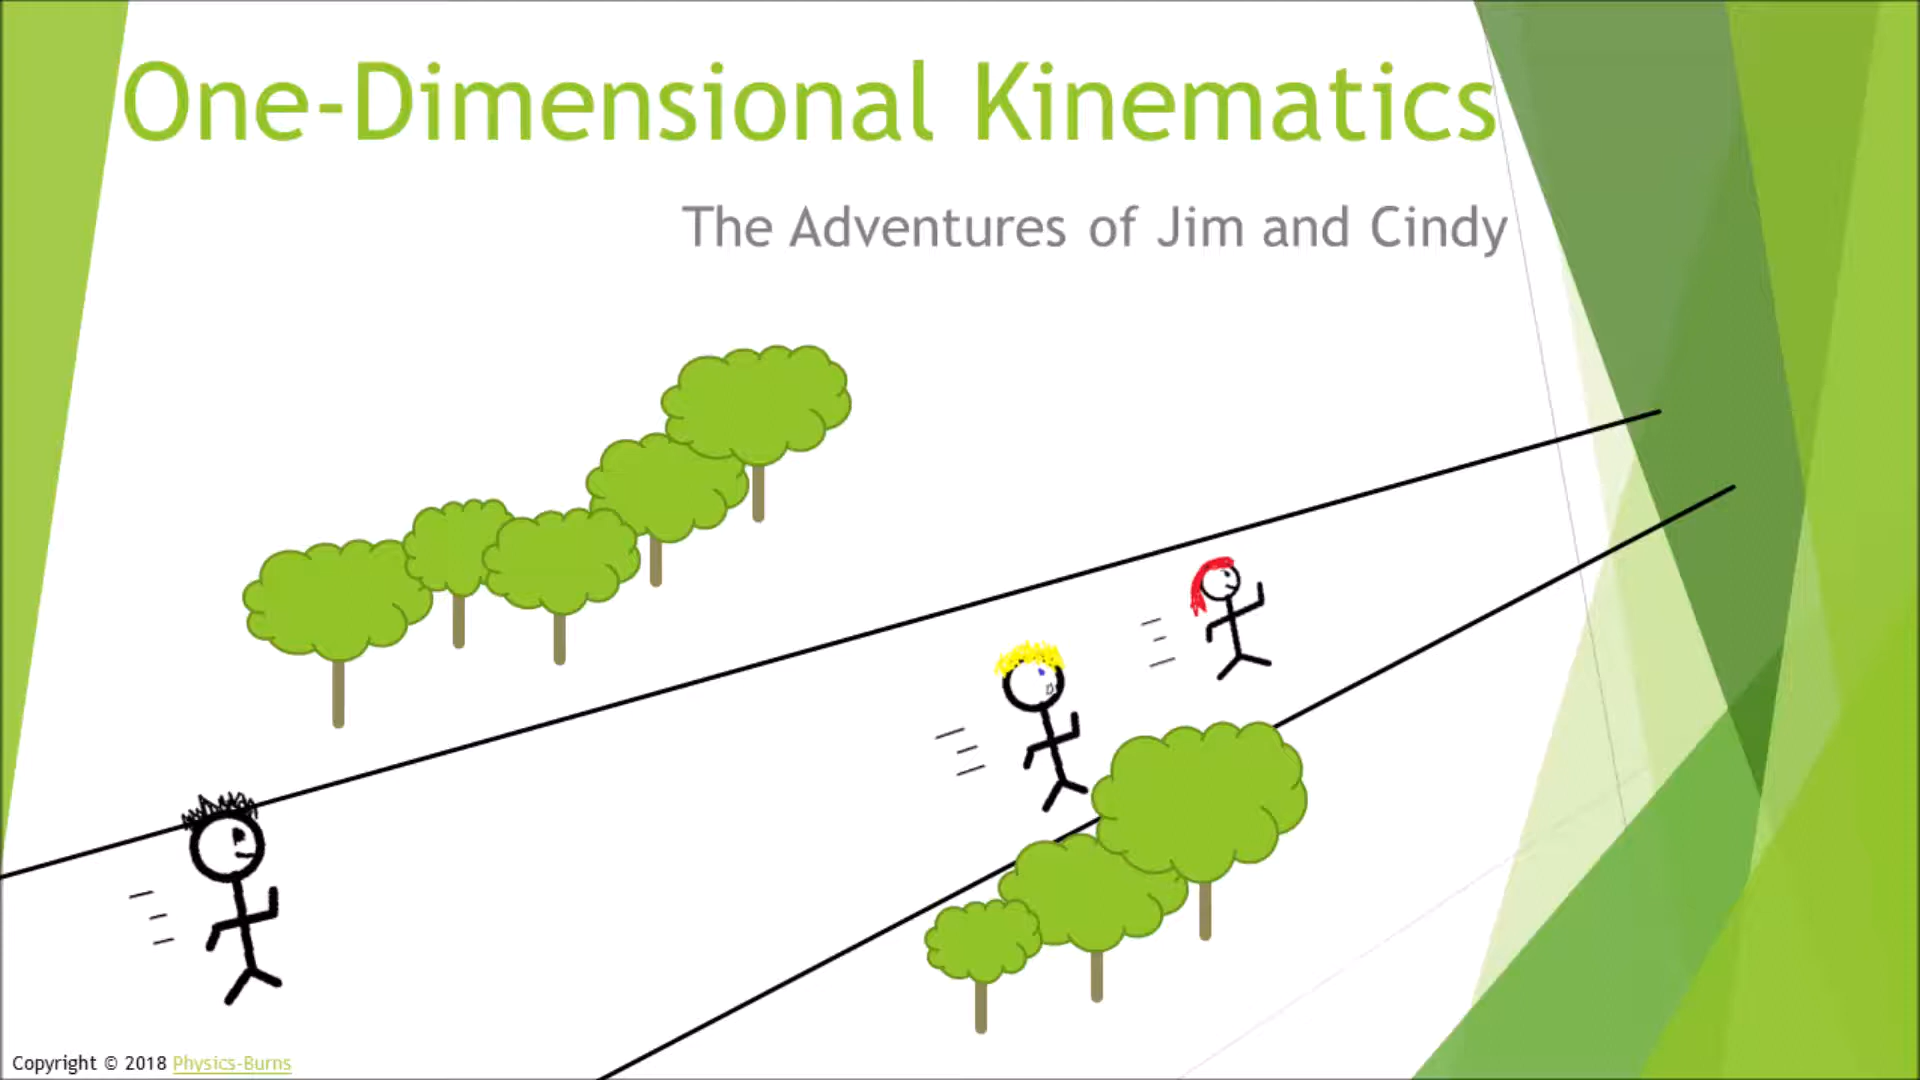 One-Dimensional Kinematics
The Adventures of Jim and Cindy
Copyright © 2018 Physics-Burns